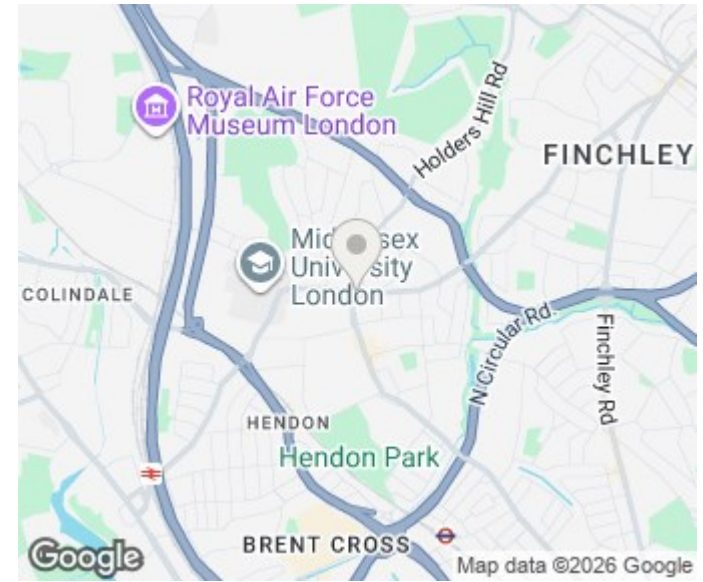 Royal Air Force
Museum London
Holders Hill Rd
FINCHLEY
University
London
COLINDALE
N Circular Rd.
Finchley Rd
HENDON
Hendon Park
BRENT CROSS
Google
Map data ©2026 Google